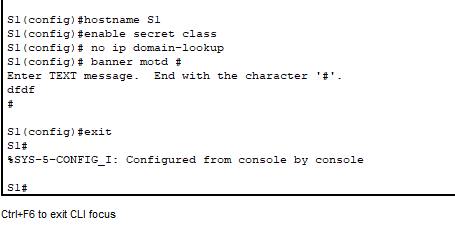 S1(config)#hostname S1
S1(config)#enable secret class
S1(config)# no ip domain-lookup
S1(config)# banner motd #
Enter TEXT message.  End with the character '#'.
dfdf
#
S1(config)#exit
S1#
%SYS-5-CONFIG_I: Configured from console by console
S1#
Ctrl+F6 to exit CLI focus